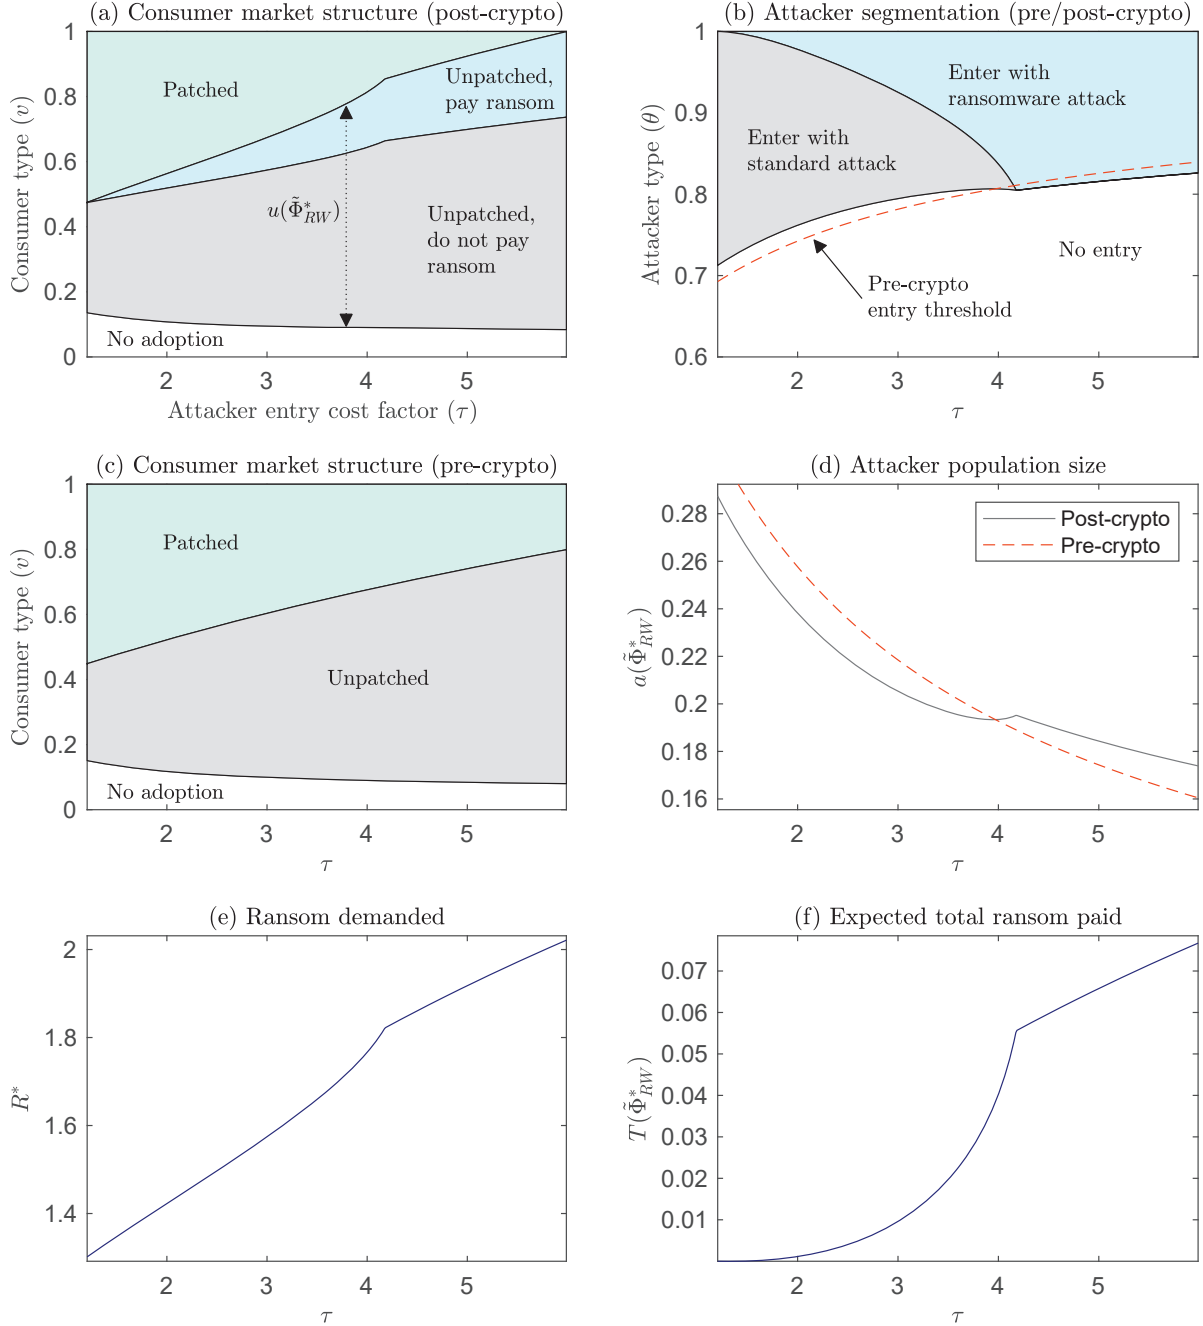 (a) Consumer market structure (post-crypto)
Consumer type (v)
1
0.8
0.6
0.4
0.2
0
Patched
Unpatched,
pay ransom
u(Φ̃*_RW)
Unpatched,
do not pay
ransom
No adoption
2 3 4 5
Attacker entry cost factor (τ)
(b) Attacker segmentation (pre/post-crypto)
Attacker type (θ)
1
0.9
0.8
0.7
0.6
Enter with
ransomware attack
Enter with
standard attack
No entry
Pre-crypto
entry threshold
2 3 4 5
τ
(c) Consumer market structure (pre-crypto)
Consumer type (v)
1
0.8
0.6
0.4
0.2
0
Patched
Unpatched
No adoption
2 3 4 5
τ
(d) Attacker population size
a(Φ̃*_RW)
0.28
0.26
0.24
0.22
0.2
0.18
0.16
Post-crypto
Pre-crypto
2 3 4 5
τ
(e) Ransom demanded
R*
2
1.8
1.6
1.4
2 3 4 5
τ
(f) Expected total ransom paid
T(Φ̃*_RW)
0.07
0.06
0.05
0.04
0.03
0.02
0.01
2 3 4 5
τ